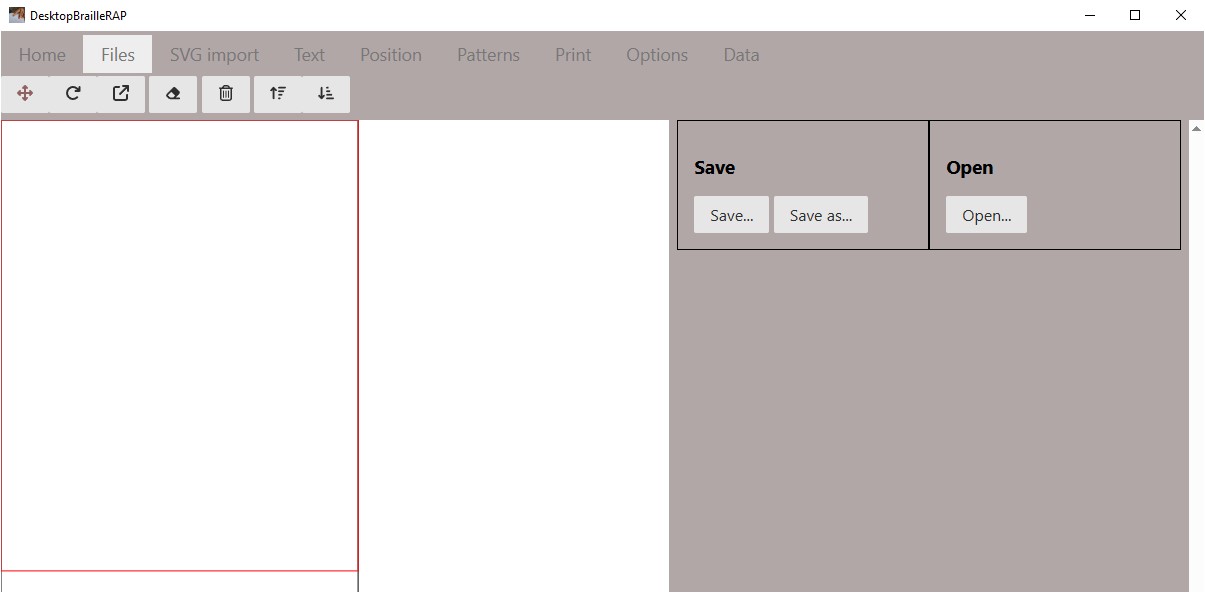 DesktopBrailleRAP
Home Files SVG import Text Position Patterns Print Options Data
Save Open
Save... Save as... Open...